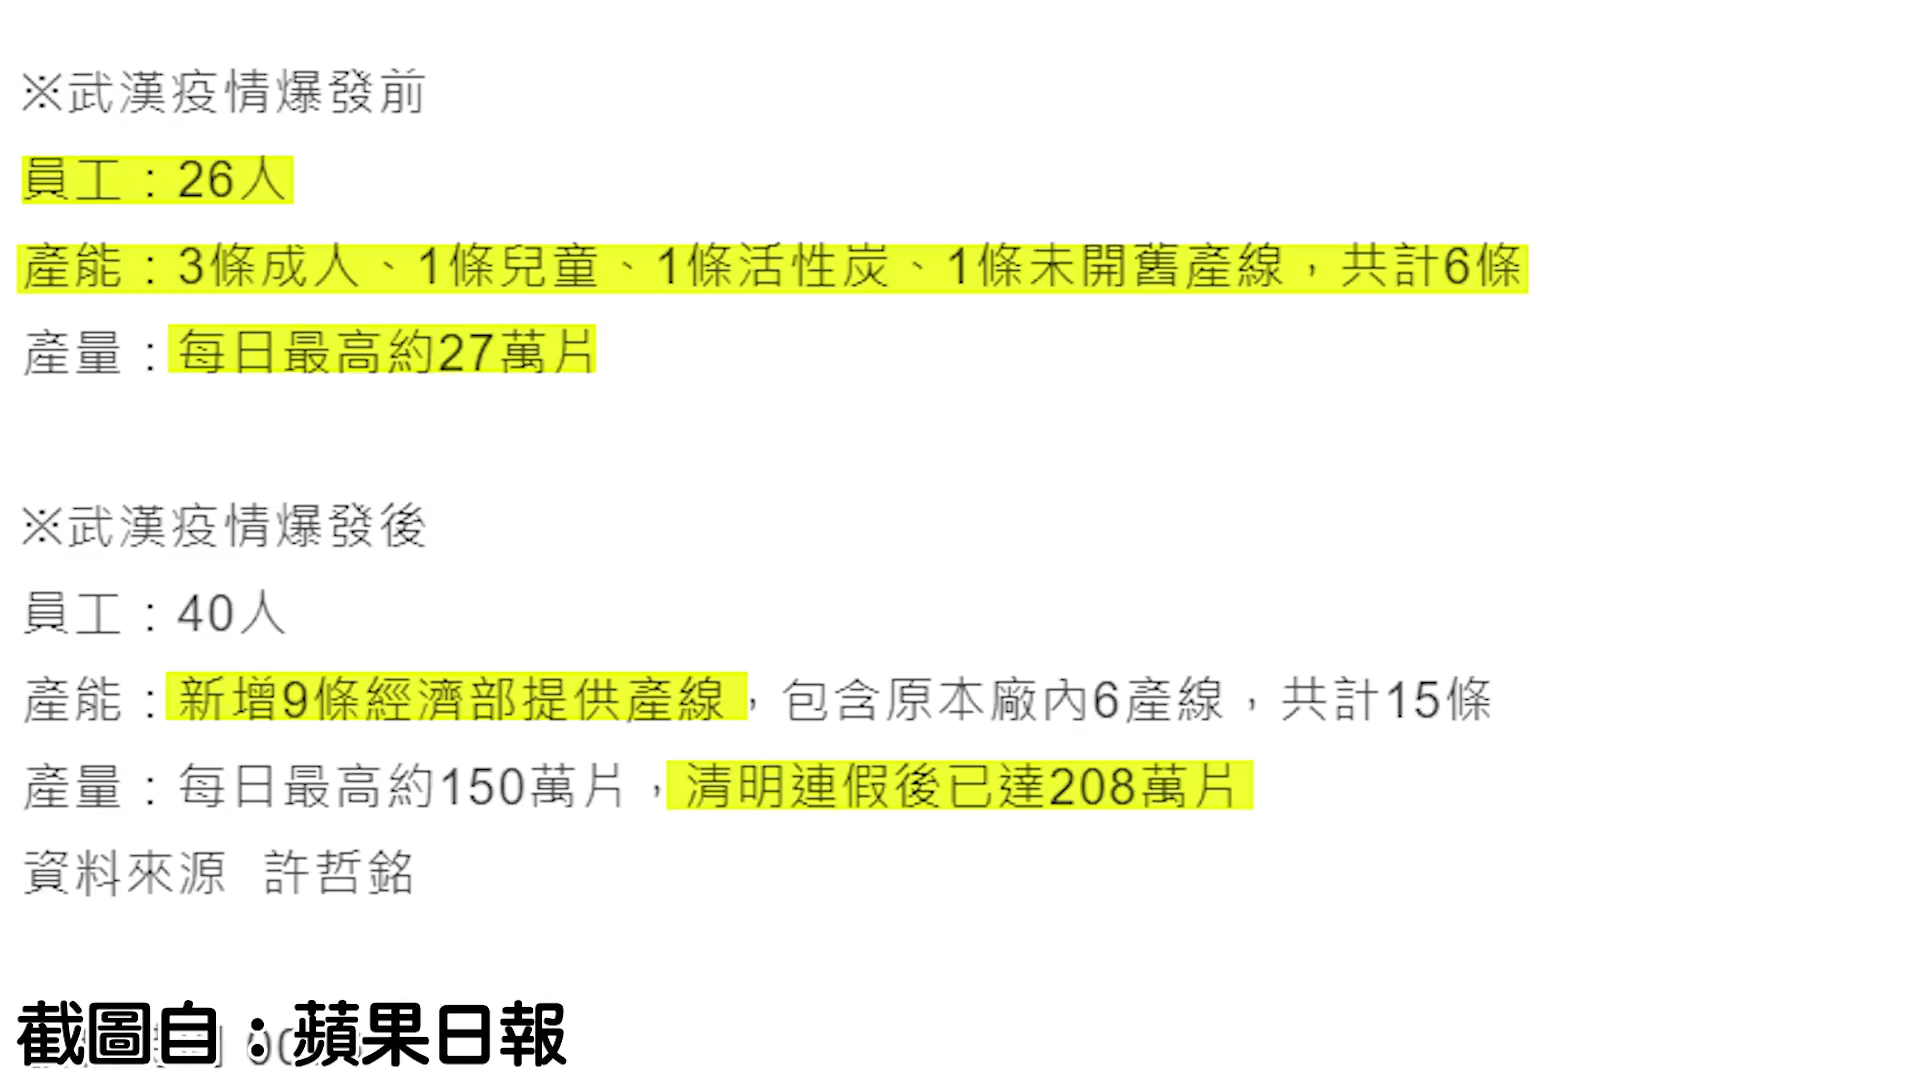 ※武漢疫情爆發前
員工：26人
產能：3條成人、1條兒童、1條活性炭、1條未開舊產線，共計6條
產量：每日最高約27萬片
※武漢疫情爆發後
員工：40人
產能：新增9條經濟部提供產線，包含原本廠內6產線，共計15條
產量：每日最高約150萬片，清明連假後已達208萬片
資料來源 許哲銘
截圖自：蘋果日報